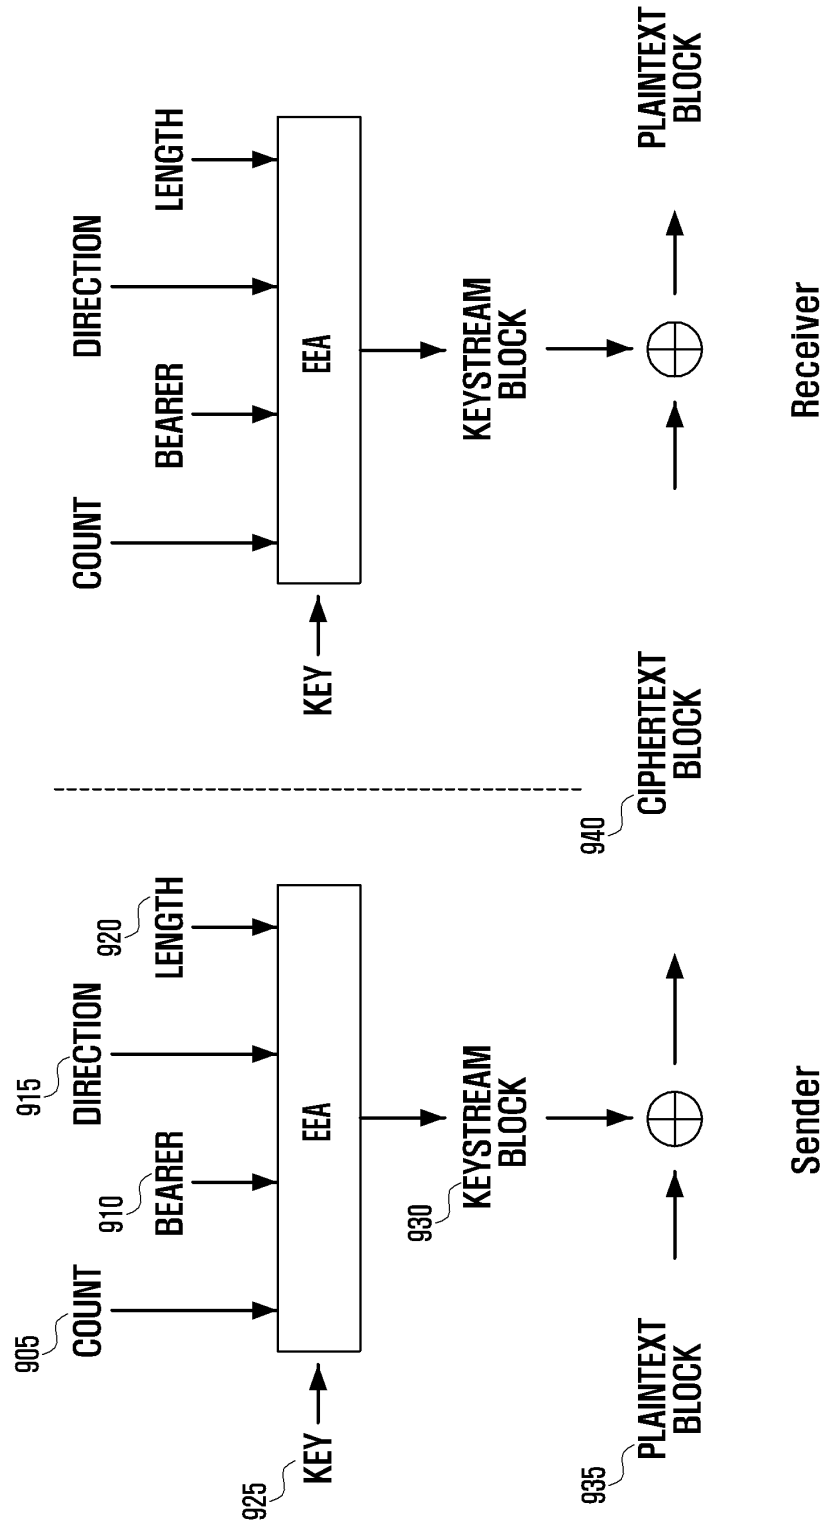 905
COUNT
915
DIRECTION
910
BEARER
920
LENGTH
925
KEY
EEA
930
KEYSTREAM
BLOCK
935
PLAINTEXT
BLOCK
Sender
940
CIPHERTEXT
BLOCK
COUNT
DIRECTION
BEARER
LENGTH
KEY
EEA
KEYSTREAM
BLOCK
PLAINTEXT
BLOCK
Receiver